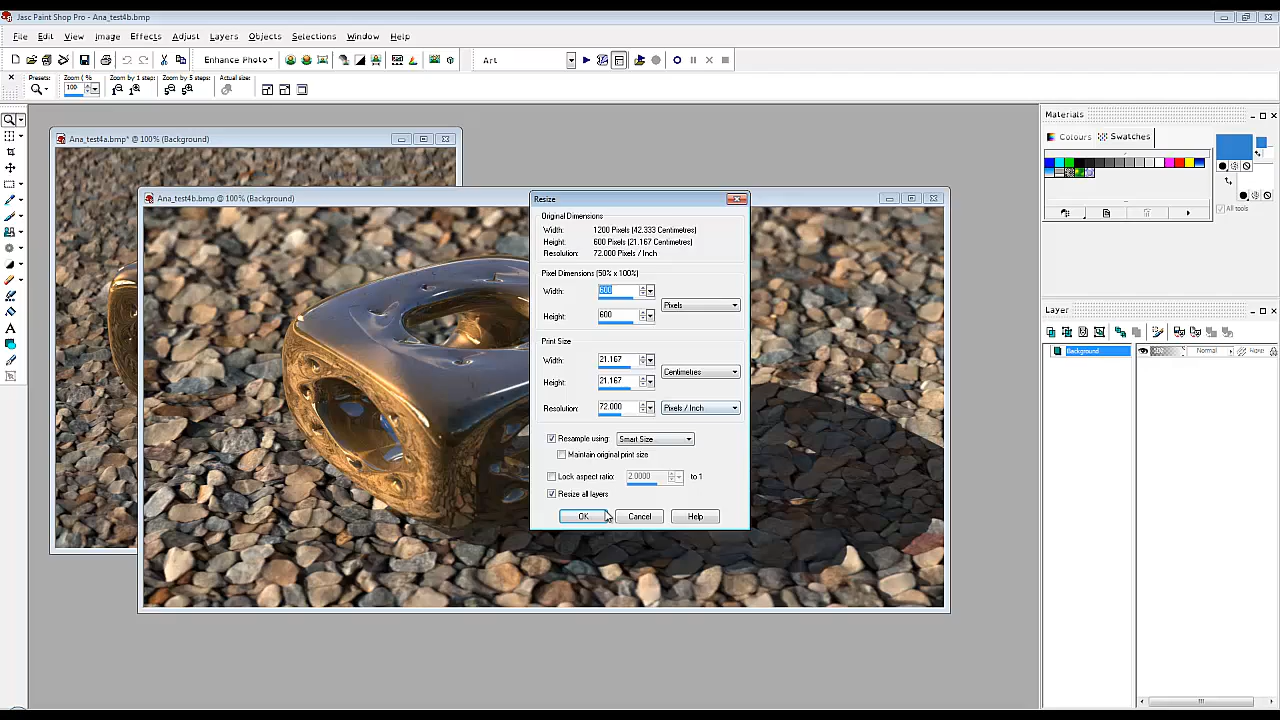 Jasc Paint Shop Pro - Ana_test4b.bmp
File Edit View Image Effects Adjust Layers Objects Selections Window Help
Enhance Photo
Art
Presets: Zoom (% Zoom by 1 step: Zoom by 5 steps: Actual size:
100
Materials
Colours Swatches
All tools
Ana_test4a.bmp* @ 100% (Background)
Ana_test4b.bmp @ 100% (Background)
Resize
Original Dimensions
Width: 1200 Pixels (42.333 Centimetres)
Height: 600 Pixels (21.167 Centimetres)
Resolution: 72.000 Pixels / Inch
Pixel Dimensions (50% x 100%)
Width: 600
Pixels
Height: 600
Print Size
Width: 21.167
Centimetres
Height: 21.167
Resolution: 72.000 Pixels / Inch
Resample using: Smart Size
Maintain original print size
Lock aspect ratio: 2.0000 to 1
Resize all layers
OK Cancel Help
Layer
Background
Normal None